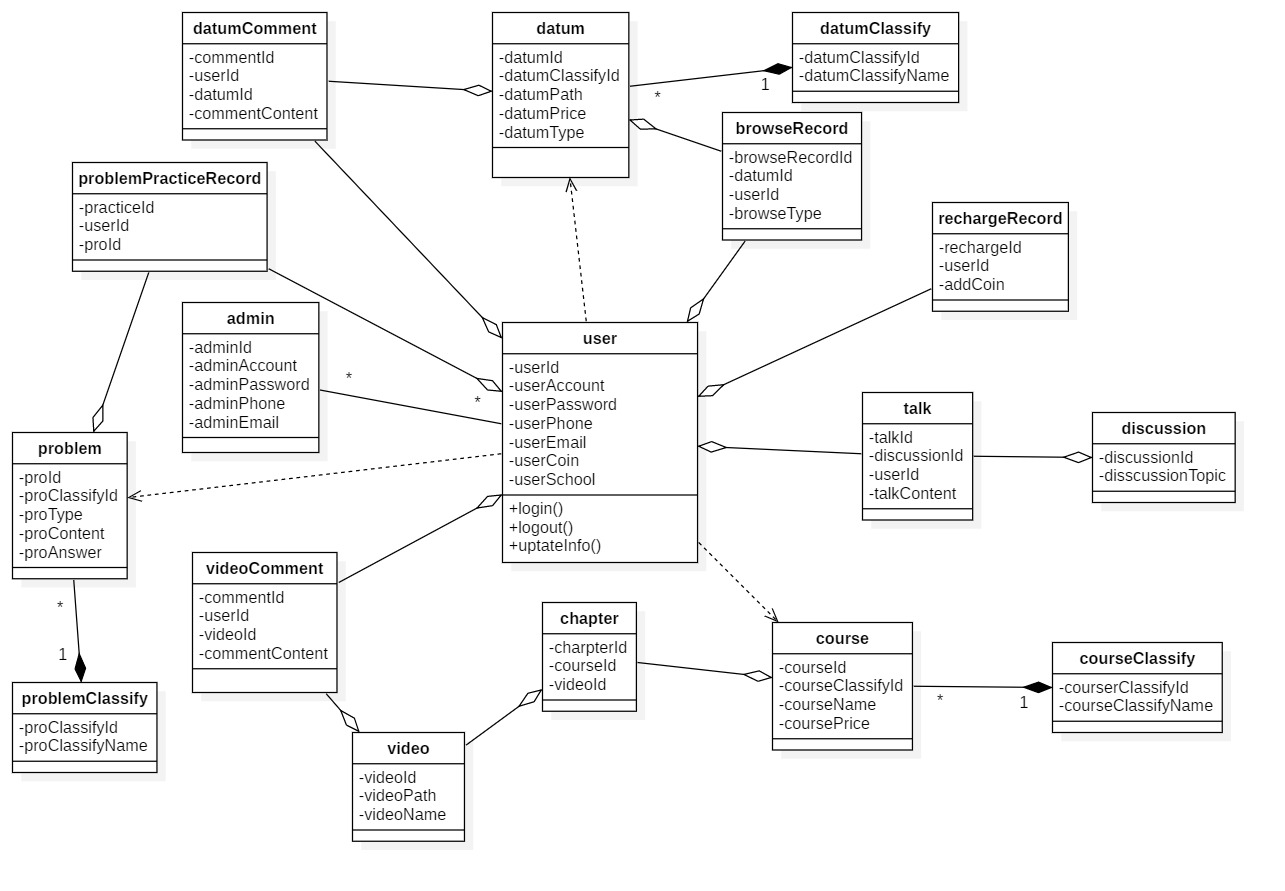 datumComment
-commentId
-userId
-datumId
-commentContent
datum
-datumId
-datumClassifyId
-datumPath
-datumPrice
-datumType
datumClassify
-datumClassifyId
-datumClassifyName
*
1
browseRecord
-browseRecordId
-datumId
-userId
-browseType
problemPracticeRecord
-practiceId
-userId
-proId
rechargeRecord
-rechargeId
-userId
-addCoin
admin
-adminId
-adminAccount
-adminPassword
-adminPhone
-adminEmail
*
*
user
-userId
-userAccount
-userPassword
-userPhone
-userEmail
-userCoin
-userSchool
+login()
+logout()
+uptateInfo()
talk
-talkId
-discussionId
-userId
-talkContent
discussion
-discussionId
-disscussionTopic
problem
-proId
-proClassifyId
-proType
-proContent
-proAnswer
*
1
problemClassify
-proClassifyId
-proClassifyName
videoComment
-commentId
-userId
-videoId
-commentContent
chapter
-charpterId
-courseId
-videoId
course
-courseId
-courseClassifyId
-courseName
-coursePrice
*
1
courseClassify
-courserClassifyId
-courseClassifyName
video
-videoId
-videoPath
-videoName